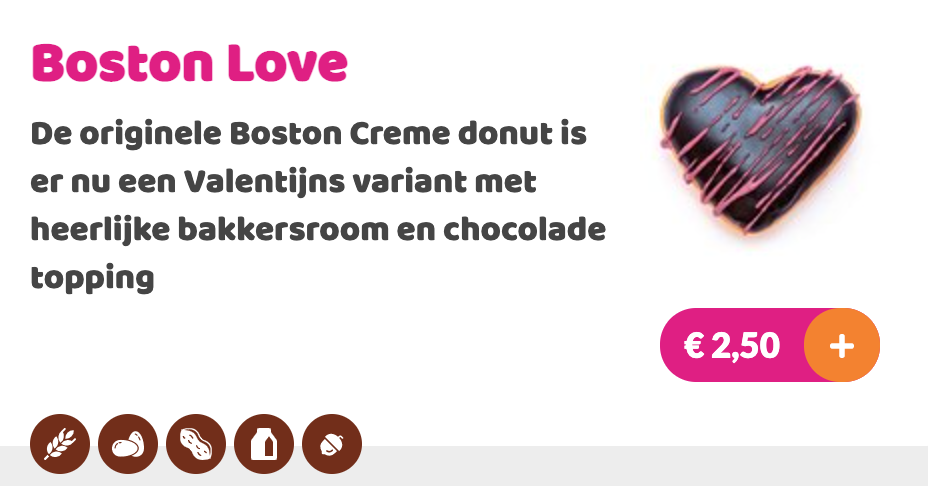 Boston Love
De originele Boston Creme donut is
er nu een Valentijns variant met
heerlijke bakkersroom en chocolade
topping
€ 2,50 +